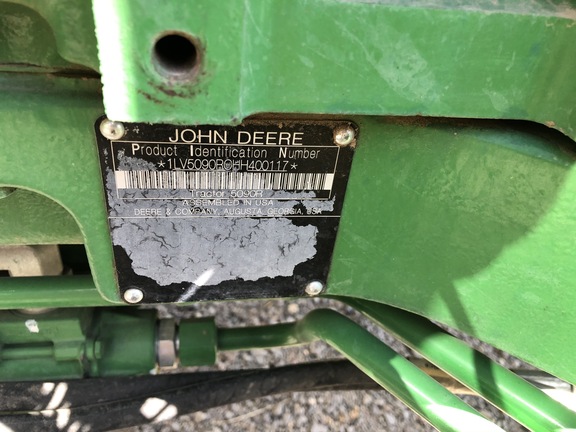 JOHN DEERE
Product Identification Number
*1LV5090RCHH400117*
Tractor 5090R
ASSEMBLED IN USA
DEERE & COMPANY, AUGUSTA, GEORGIA, USA